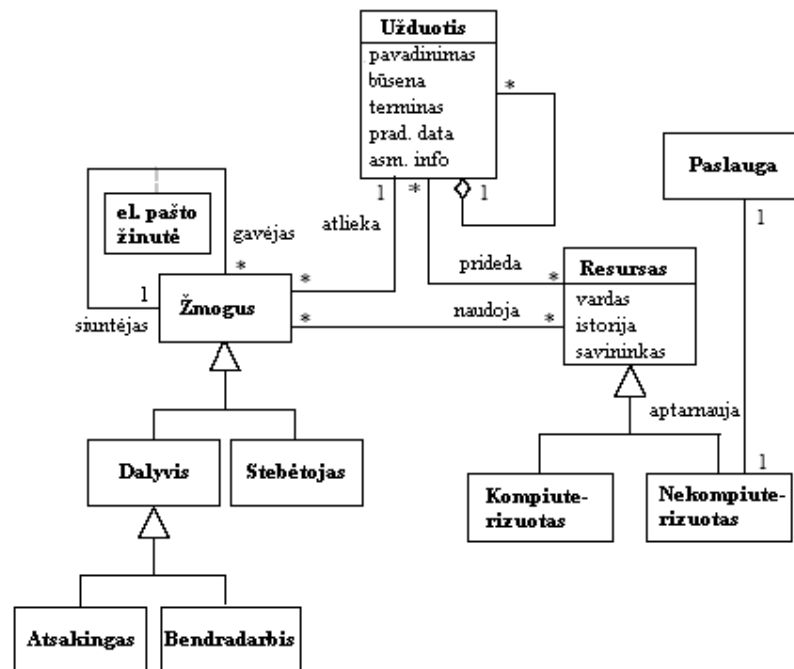 Užduotis
pavadinimas
būsena
terminas
prad. data
asm. info
*
1
*
1
Paslauga
1
el. pašto
žinutė
gavėjas
*
1
siuntėjas
Žmogus
atlieka
*
*
prideda
*
naudoja
*
Resursas
vardas
istorija
savininkas
aptarnauja
1
Dalyvis
Stebėtojas
Kompiute-
rizuotas
Nekompiute-
rizuotas
Atsakingas
Bendradarbis